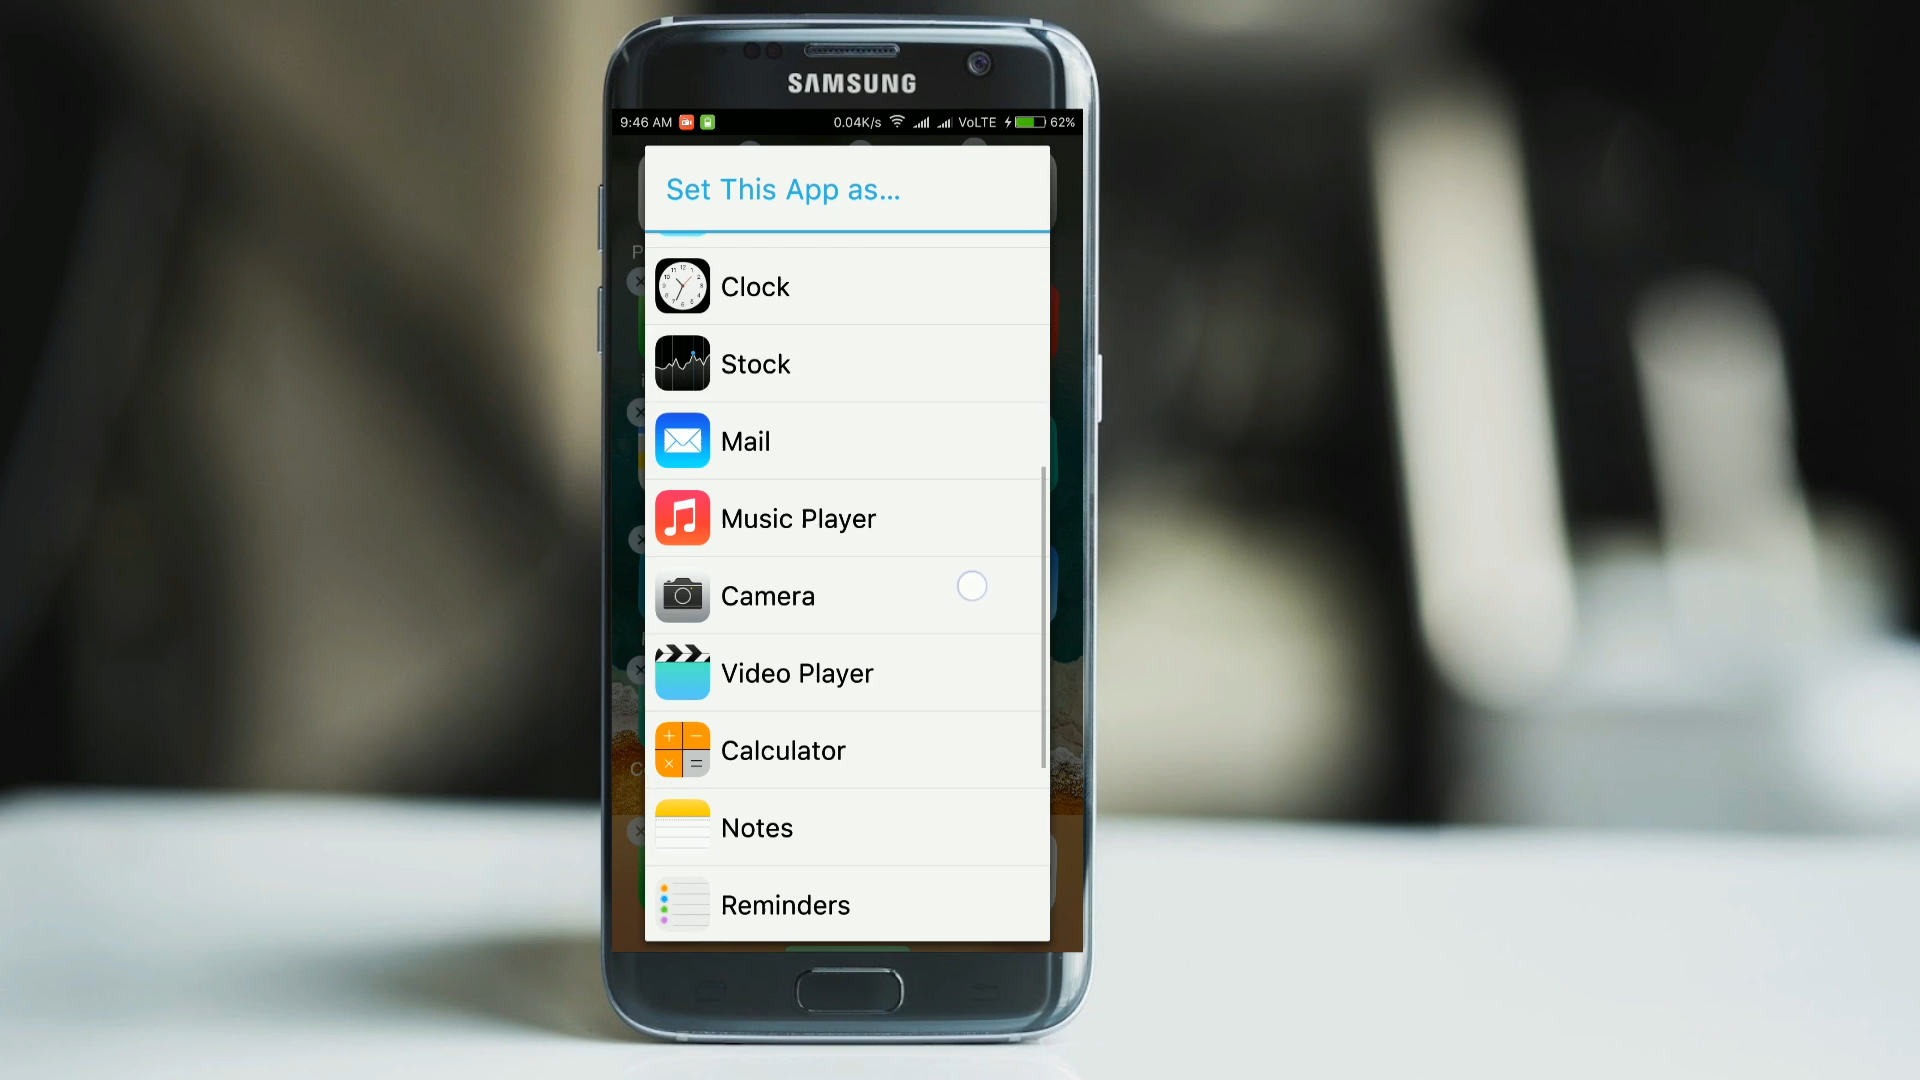 SAMSUNG
9:46 AM 0.04K/s VoLTE 62%
Set This App as...
Clock
Stock
Mail
Music Player
Camera
Video Player
Calculator
Notes
Reminders